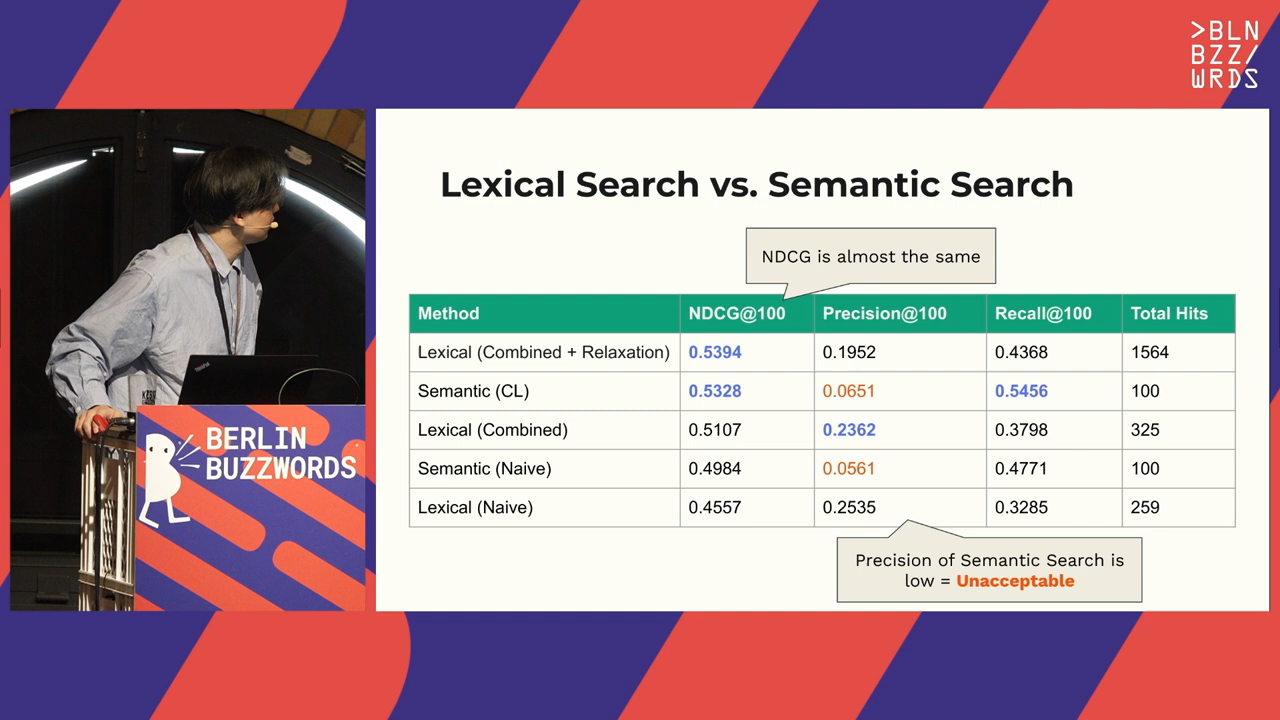 >BLN
BZZ/
WRDS
Lexical Search vs. Semantic Search
NDCG is almost the same
Method NDCG@100 Precision@100 Recall@100 Total Hits
Lexical (Combined + Relaxation) 0.5394 0.1952 0.4368 1564
Semantic (CL) 0.5328 0.0651 0.5456 100
Lexical (Combined) 0.5107 0.2362 0.3798 325
Semantic (Naive) 0.4984 0.0561 0.4771 100
Lexical (Naive) 0.4557 0.2535 0.3285 259
Precision of Semantic Search is
low = Unacceptable
ThinkPad
BERLIN
BUZZWORDS